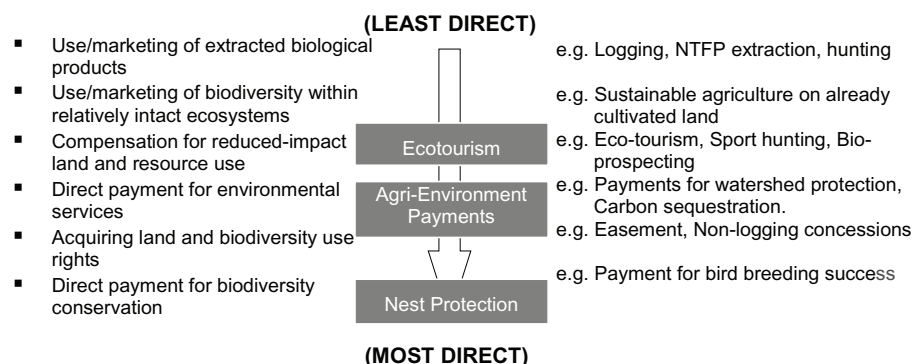 (LEAST DIRECT)
▪ Use/marketing of extracted biological
products
▪ Use/marketing of biodiversity within
relatively intact ecosystems
▪ Compensation for reduced-impact
land and resource use
▪ Direct payment for environmental
services
▪ Acquiring land and biodiversity use
rights
▪ Direct payment for biodiversity
conservation
Ecotourism
Agri-Environment
Payments
Nest Protection
e.g. Logging, NTFP extraction, hunting
e.g. Sustainable agriculture on already
cultivated land
e.g. Eco-tourism, Sport hunting, Bio-
prospecting
e.g. Payments for watershed protection,
Carbon sequestration.
e.g. Easement, Non-logging concessions
e.g. Payment for bird breeding success
(MOST DIRECT)